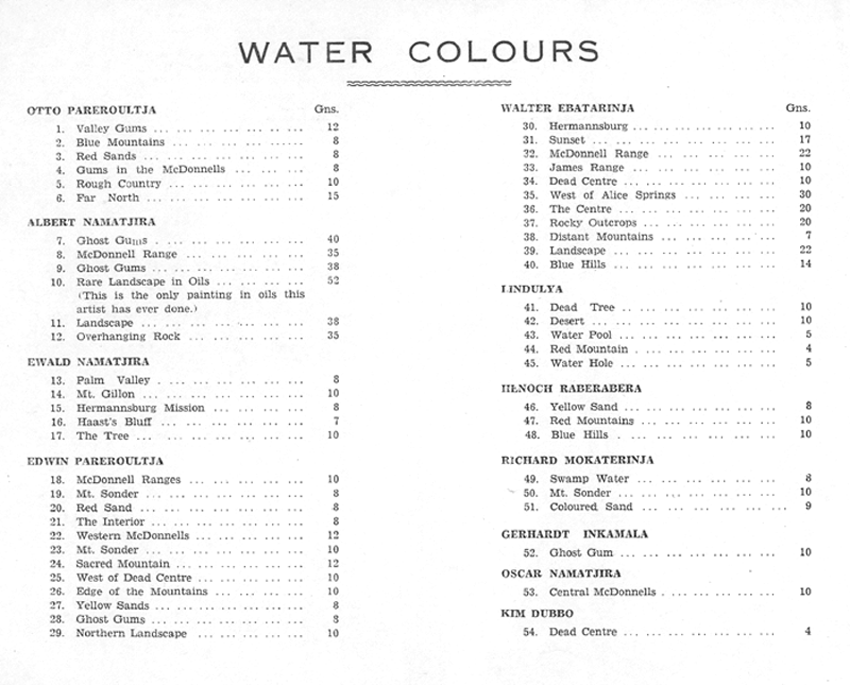 WATER COLOURS
OTTO PAREROULTJA Gns.
1. Valley Gums ... ... ... ... .. ... 12
2. Blue Mountains ... ... ... ... ...... 8
3. Red Sands ... ... ... ... ... ... 8
4. Gums in the McDonnells ... ... ... 8
5. Rough Country ... ... ... ... ... 10
6. Far North ... ... ... ... ... ... 15
ALBERT NAMATJIRA
7. Ghost Gums . ... ... ... ... ... ... 40
8. McDonnell Range ... ... ... ... ... 35
9. Ghost Gums ... ... ... ... ... ... 38
10. Rare Landscape in Oils ... ... ... ... 52
(This is the only painting in oils this
artist has ever done.)
11. Landscape ... ... ... ... ... ... 38
12. Overhanging Rock ... ... ... ... ... 35
EWALD NAMATJIRA
13. Palm Valley . ... ... ... ... ... ... 8
14. Mt. Gillon ... ... ... ... ... ... 10
15. Hermannsburg Mission ... ... ... ... 8
16. Haast's Bluff ... ... ... ... ... ... 7
17. The Tree ... ... ... ... ... ... 10
EDWIN PAREROULTJA
18. McDonnell Ranges ... ... ... ... ... 10
19. Mt. Sonder ... ... ... ... ... ... 8
20. Red Sand ... ... ... ... ... ... 8
21. The Interior ... ... ... ... ... ... 8
22. Western McDonnells ... ... ... ... ... 12
23. Mt. Sonder ... ... ... ... ... ... 10
24. Sacred Mountain ... ... ... ... ... 12
25. West of Dead Centre ... ... ... ... 10
26. Edge of the Mountains ... ... ... ... 10
27. Yellow Sands ... ... ... ... ... ... 8
28. Ghost Gums ... ... ... ... ... ... 8
29. Northern Landscape ... ... ... ... 10
WALTER EBATARINJA Gns.
30. Hermannsburg ... ... ... ... ... ... 10
31. Sunset ... ... ... ... ... ... ... 17
32. McDonnell Range ... ... ... ... ... 22
33. James Range ... ... ... ... ... ... 10
34. Dead Centre ... ... ... ... ... ... 10
35. West of Alice Springs ... ... ... ... 30
36. The Centre ... ... ... ... ... ... 20
37. Rocky Outcrops ... ... ... ... ... 20
38. Distant Mountains ... ... ... ... ... 7
39. Landscape ... ... ... ... ... ... 22
40. Blue Hills ... ... ... ... ... ... 14
LINDULYA
41. Dead Tree .. ... ... ... ... ... ... 10
42. Desert ... ... ... ... ... ... ... 10
43. Water Pool ... ... ... ... ... ... 5
44. Red Mountain . ... ... ... ... ... ... 4
45. Water Hole ... ... ... ... ... ... 5
HENOCH RABERABERA
46. Yellow Sand ... ... ... ... ... ... 8
47. Red Mountains ... ... ... ... ... ... 10
48. Blue Hills . ... ... ... ... ... ... 10
RICHARD MOKATERINJA
49. Swamp Water ... ... ... ... ... ... 8
50. Mt. Sonder ... ... ... ... ... ... 10
51. Coloured Sand ... ... ... ... ... ... 9
GERHARDT INKAMALA
52. Ghost Gum ... ... ... ... ... ... 10
OSCAR NAMATJIRA
53. Central McDonnells . ... ... ... ... ... 10
KIM DUBBO
54. Dead Centre ... ... ... ... ... ... 4